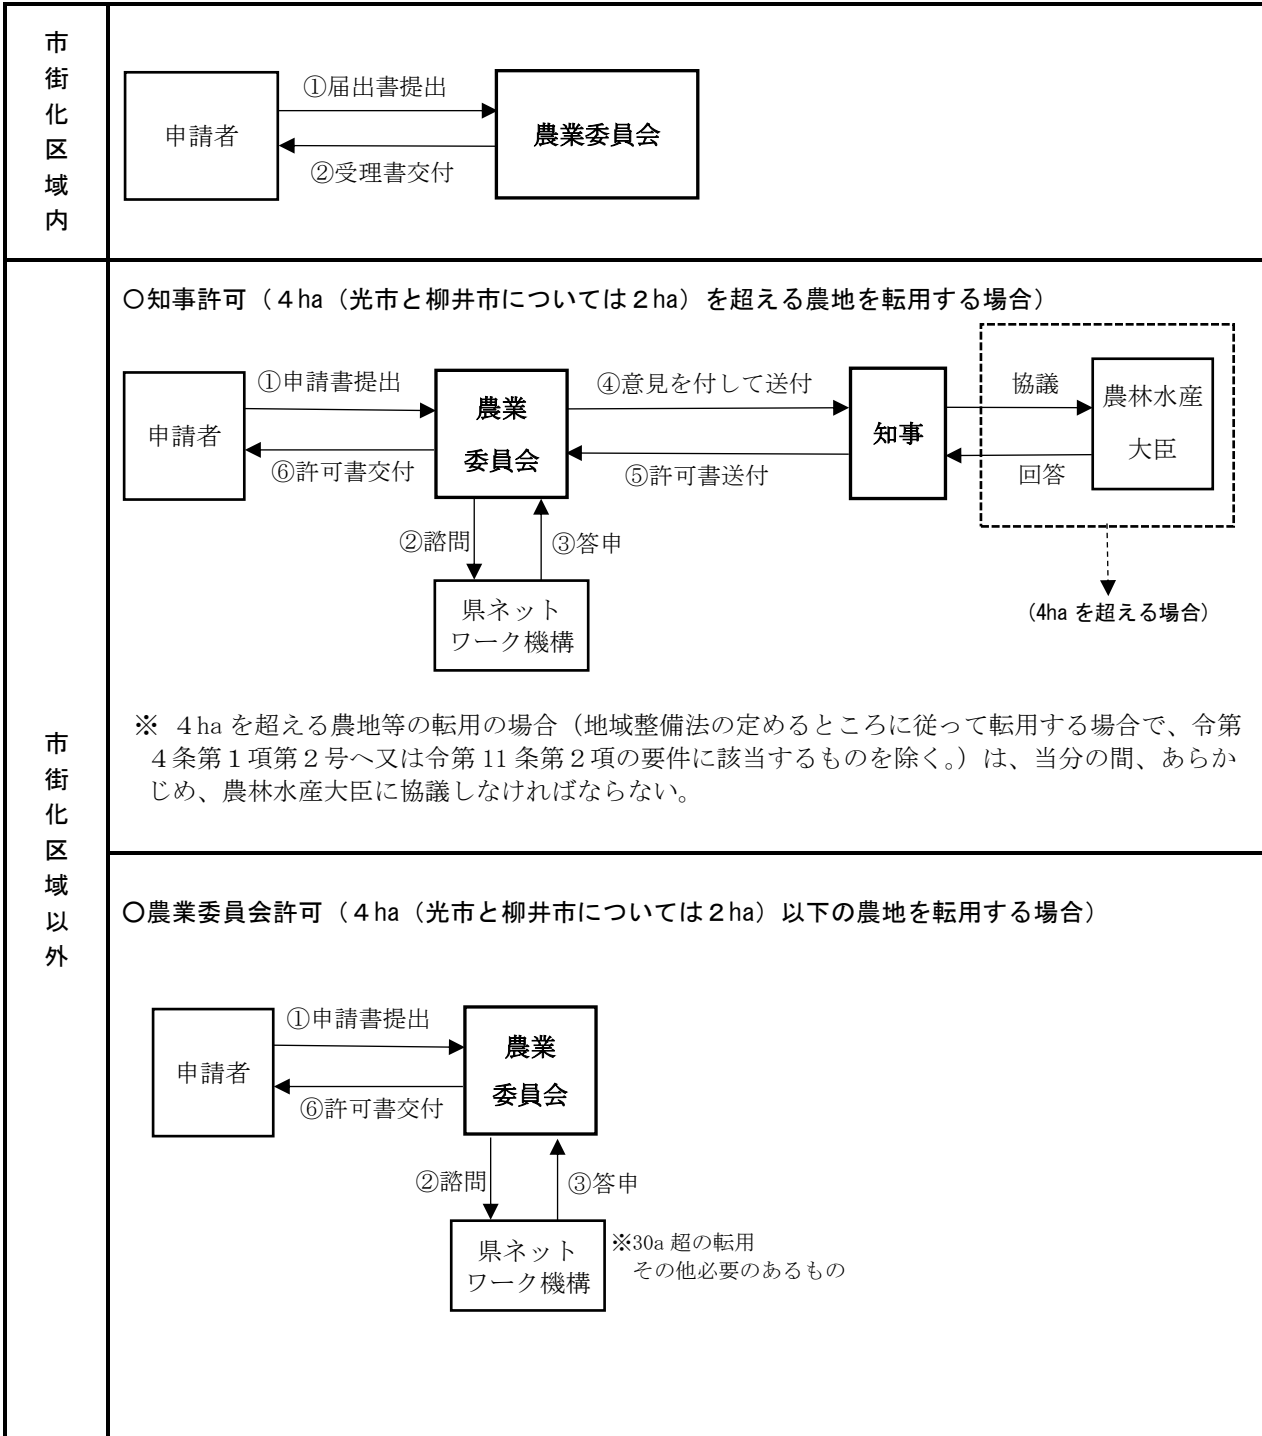 市街化区域内
①届出書提出
申請者
農業委員会
②受理書交付
市街化区域以外
〇知事許可（４ha（光市と柳井市については２ha）を超える農地を転用する場合）
①申請書提出
④意見を付して送付
協議
農林水産
大臣
申請者
農業
委員会
知事
⑥許可書交付
⑤許可書送付
回答
②諮問
③答申
県ネット
ワーク機構
（4ha を超える場合）
※ ４ha を超える農地等の転用の場合（地域整備法の定めるところに従って転用する場合で、令第
４条第１項第２号へ又は令第 11 条第２項の要件に該当するものを除く。）は、当分の間、あらか
じめ、農林水産大臣に協議しなければならない。
〇農業委員会許可（４ha（光市と柳井市については２ha）以下の農地を転用する場合）
①申請書提出
申請者
農業
委員会
⑥許可書交付
②諮問
③答申
県ネット
ワーク機構
※30a 超の転用
その他必要のあるもの